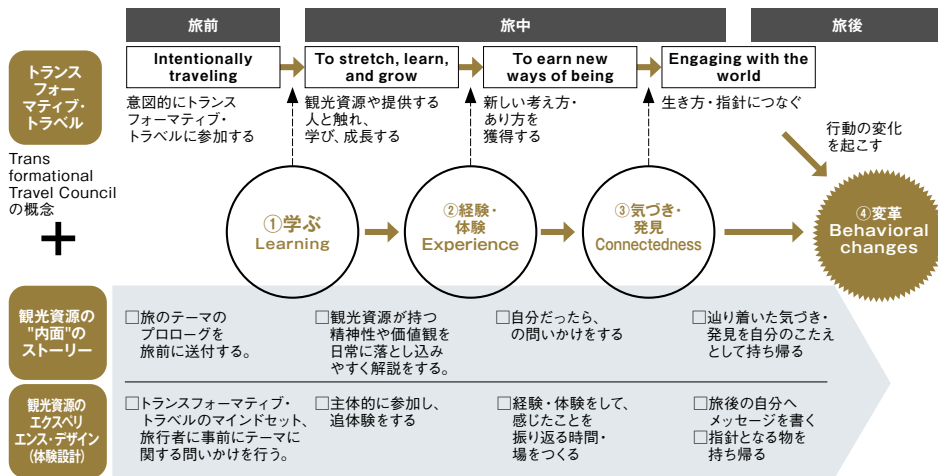 旅前
旅中
旅後
トランス
フォー
マティブ・
トラベル
Intentionally
traveling
To stretch, learn,
and grow
To earn new
ways of being
Engaging with the
world
意図的にトランス
フォーマティブ・
トラベルに参加する
観光資源や提供する
人と触れ、
学び、成長する
新しい考え方・
あり方を
獲得する
生き方・指針につなぐ
行動の変化
を起こす
Trans
formational
Travel Council
の概念
+
①学ぶ
Learning
②経験・
体験
Experience
③気づき・
発見
Connectedness
④変革
Behavioral
changes
観光資源の
"内面"の
ストーリー
□旅のテーマの
プロローグを
旅前に送付する。
□観光資源が持つ
精神性や価値観を
日常に落とし込み
やすく解説をする。
□自分だったら、
の問いかけをする
□辿り着いた気づき・
発見を自分のこたえ
として持ち帰る
観光資源の
エクスペリ
エンス・デザイン
(体験設計)
□トランスフォーマティブ・
トラベルのマインドセット、
旅行者に事前にテーマに
関する問いかけを行う。
□主体的に参加し、
追体験をする
□経験・体験をして、
感じたことを
振り返る時間・
場をつくる
□旅後の自分へ
メッセージを書く
□指針となる物を
持ち帰る